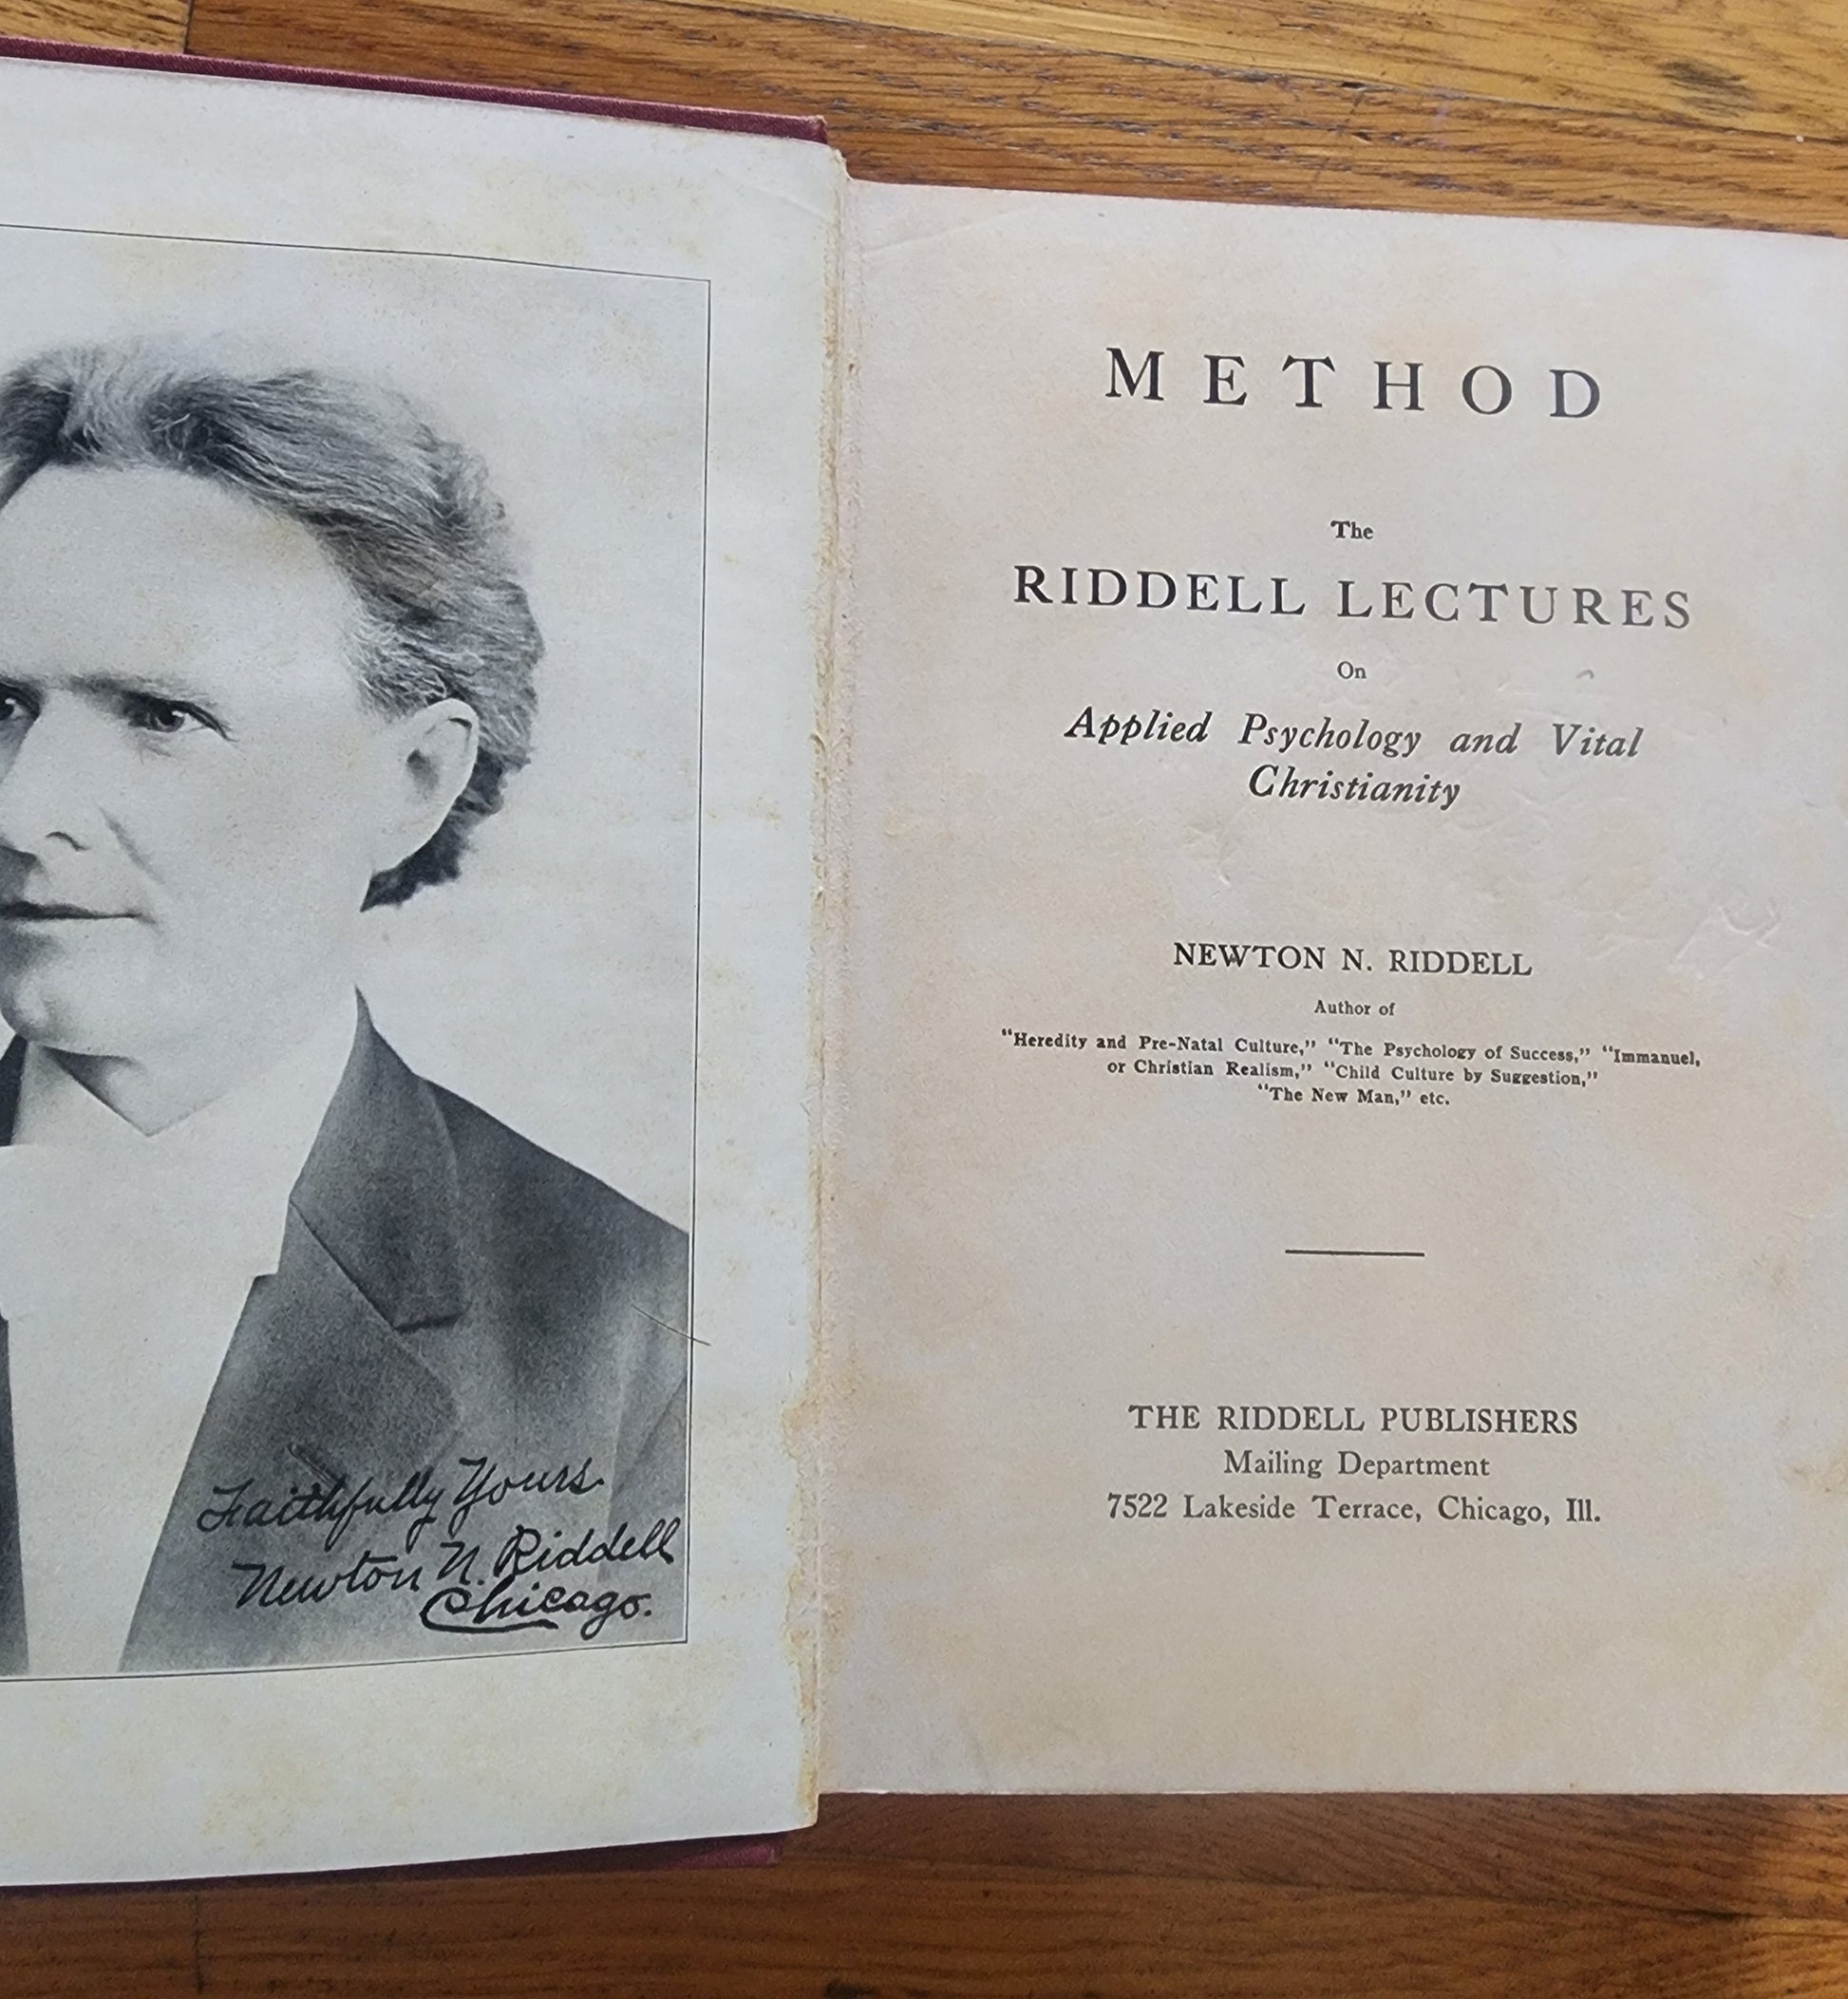 Faithfully Yours
Newton N. Riddell
Chicago.
METHOD
The
RIDDELL LECTURES
On
Applied Psychology and Vital
Christianity
NEWTON N. RIDDELL
Author of
"Heredity and Pre-Natal Culture," "The Psychology of Success," "Immanuel,
or Christian Realism," "Child Culture by Suggestion,"
"The New Man," etc.
THE RIDDELL PUBLISHERS
Mailing Department
7522 Lakeside Terrace, Chicago, Ill.